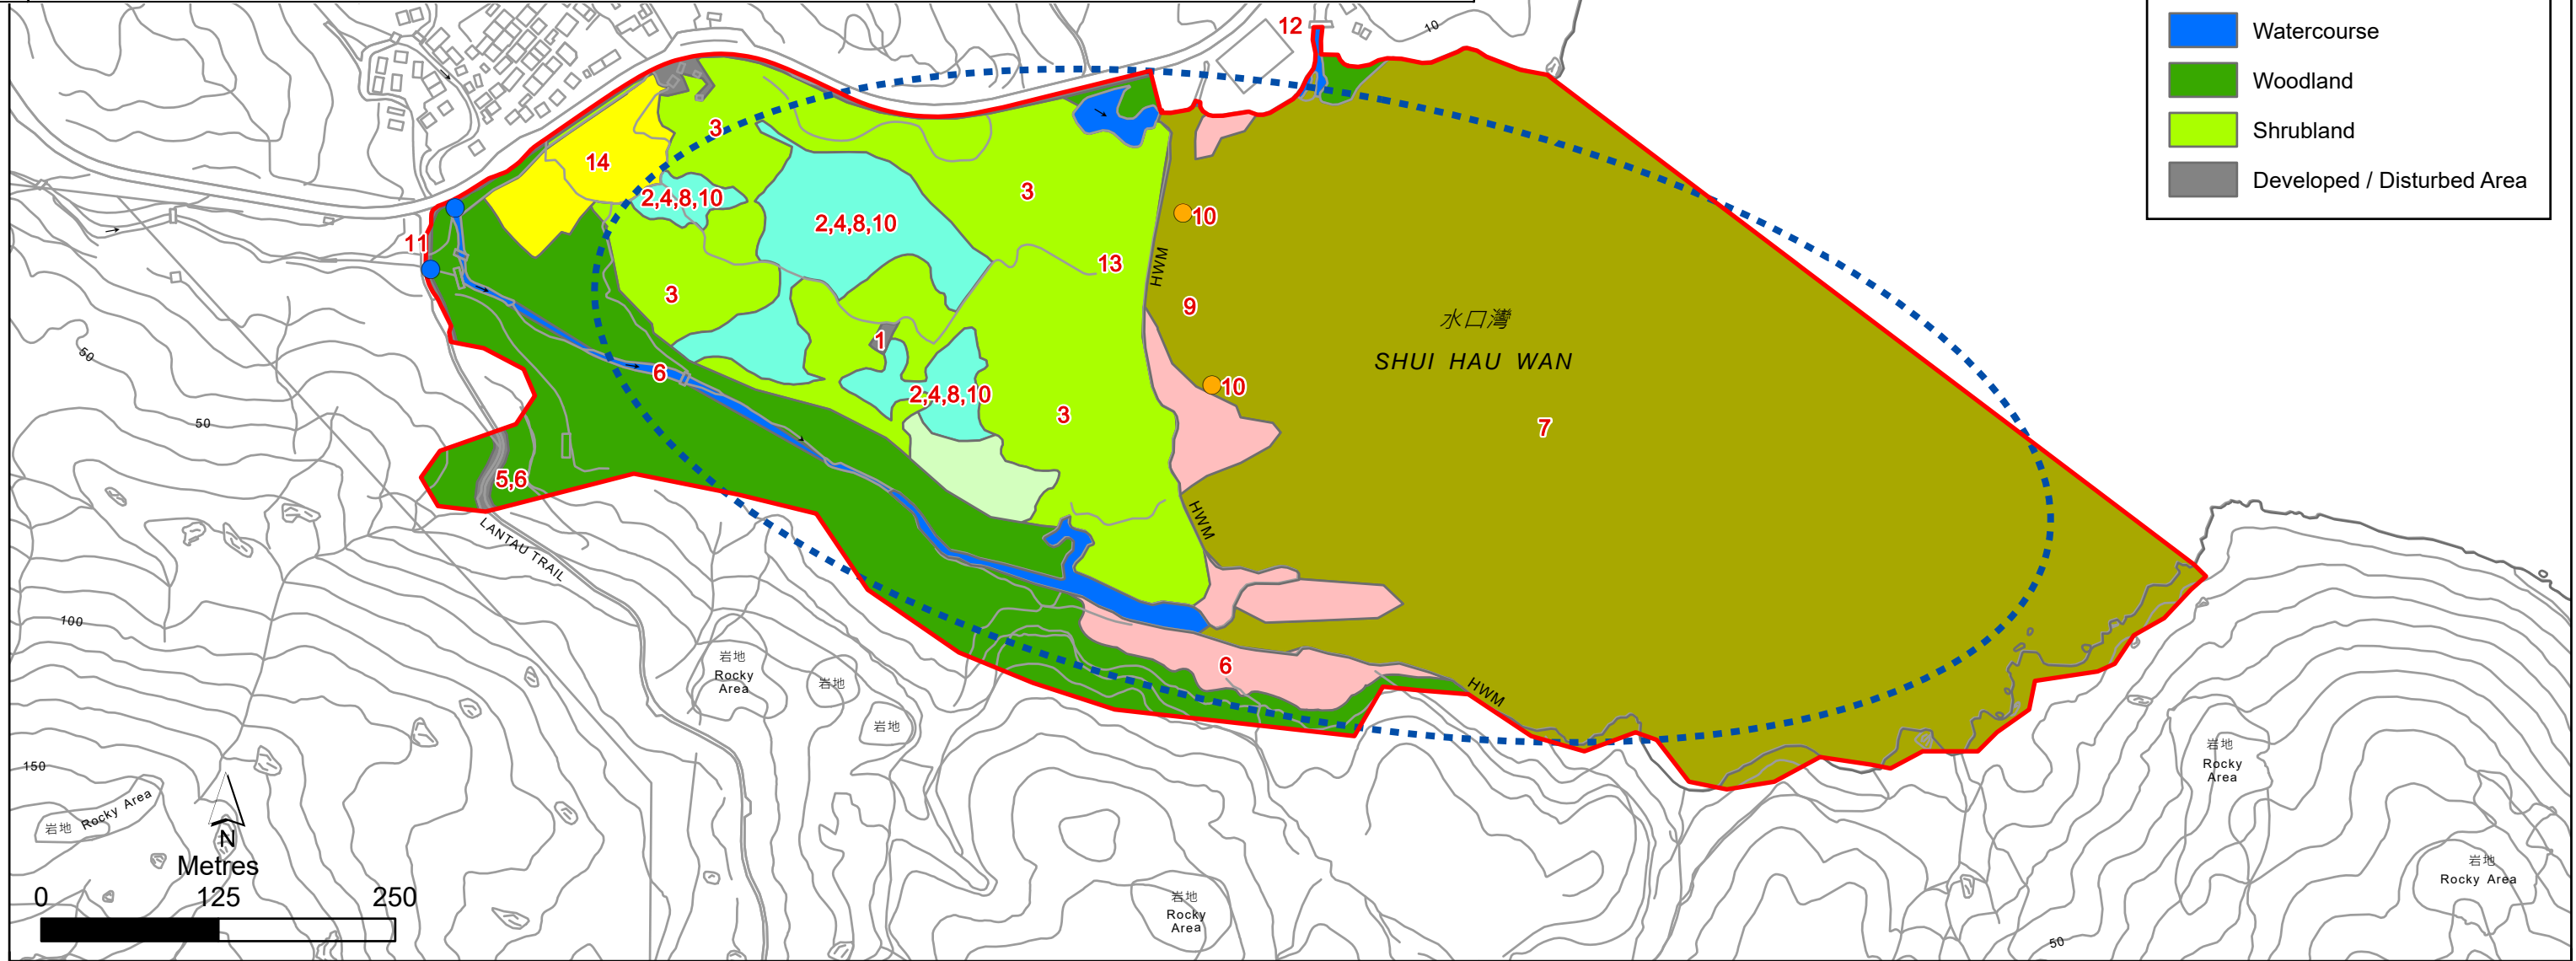 12
10
Watercourse
Woodland
Shrubland
Developed / Disturbed Area
3
14
2,4,8,10
2,4,8,10
3
10
11
13
HWM
9
3
水口灣
SHUI HAU WAN
1
50
6
10
2,4,8,10
3
7
50
5,6
HWM
LANTAU TRAIL
100
岩地
Rocky
Area
岩地
6
HWM
岩地
150
岩地
Rocky
Area
岩地 Rocky Area
N
Metres
0 125 250
岩地
Rocky
Area
岩地
Rocky Area
50